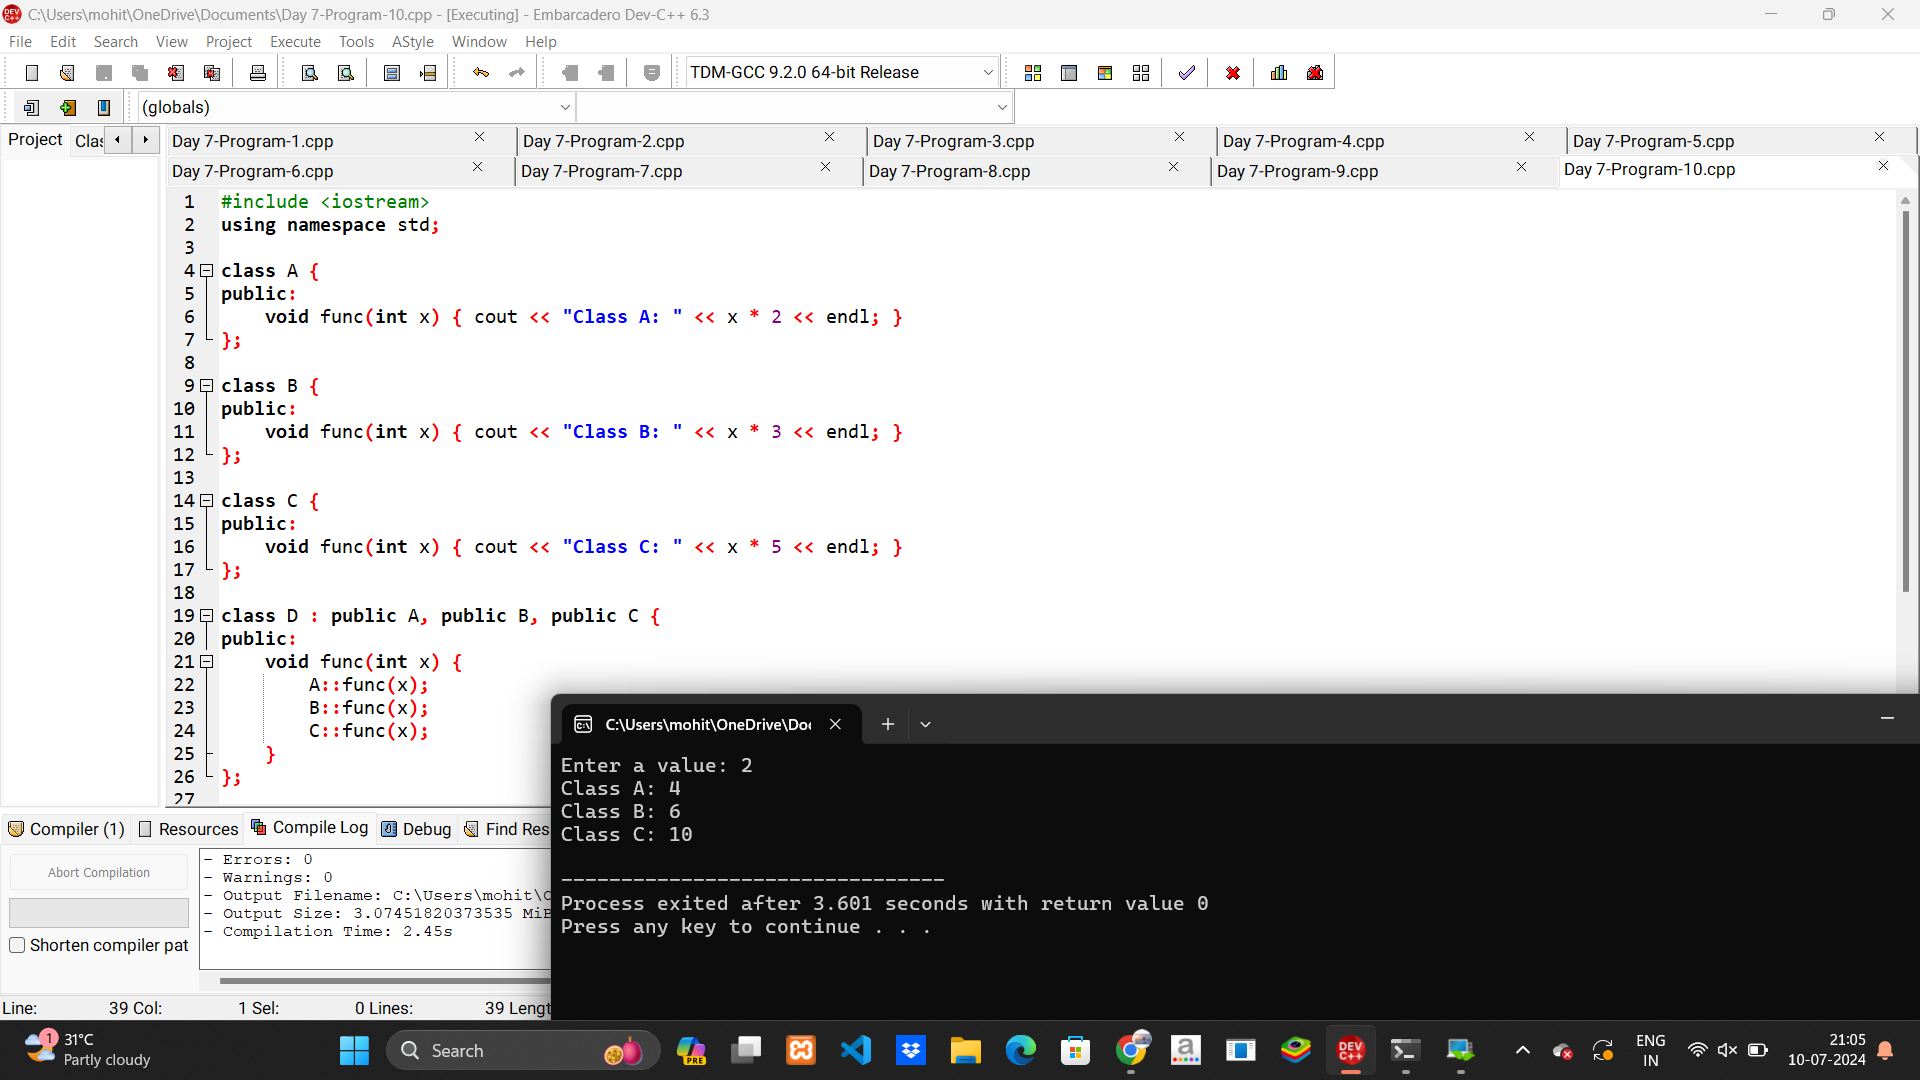 C:\Users\mohit\OneDrive\Documents\Day 7-Program-10.cpp - [Executing] - Embarcadero Dev-C++ 6.3
File Edit Search View Project Execute Tools AStyle Window Help
TDM-GCC 9.2.0 64-bit Release
(globals)
Project Clas
Day 7-Program-1.cpp Day 7-Program-2.cpp Day 7-Program-3.cpp Day 7-Program-4.cpp Day 7-Program-5.cpp
Day 7-Program-6.cpp Day 7-Program-7.cpp Day 7-Program-8.cpp Day 7-Program-9.cpp Day 7-Program-10.cpp
1 #include <iostream>
2 using namespace std;
3
4 class A {
5 public:
6 void func(int x) { cout << "Class A: " << x * 2 << endl; }
7 };
8
9 class B {
10 public:
11 void func(int x) { cout << "Class B: " << x * 3 << endl; }
12 };
13
14 class C {
15 public:
16 void func(int x) { cout << "Class C: " << x * 5 << endl; }
17 };
18
19 class D : public A, public B, public C {
20 public:
21 void func(int x) {
22 A::func(x);
23 B::func(x);
24 C::func(x);
25 }
26 };
27
C:\Users\mohit\OneDrive\Doc
Enter a value: 2
Class A: 4
Class B: 6
Class C: 10
--------------------------------
Process exited after 3.601 seconds with return value 0
Press any key to continue . . .
Compiler (1) Resources Compile Log Debug Find Res
Abort Compilation
Shorten compiler pat
- Errors: 0
- Warnings: 0
- Output Filename: C:\Users\mohit\O
- Output Size: 3.07451820373535 MiB
- Compilation Time: 2.45s
Line: 39 Col: 1 Sel: 0 Lines: 39 Lengt
1
31°C
Partly cloudy
Search
PRE
DEV
C++
ENG
IN
21:05
10-07-2024